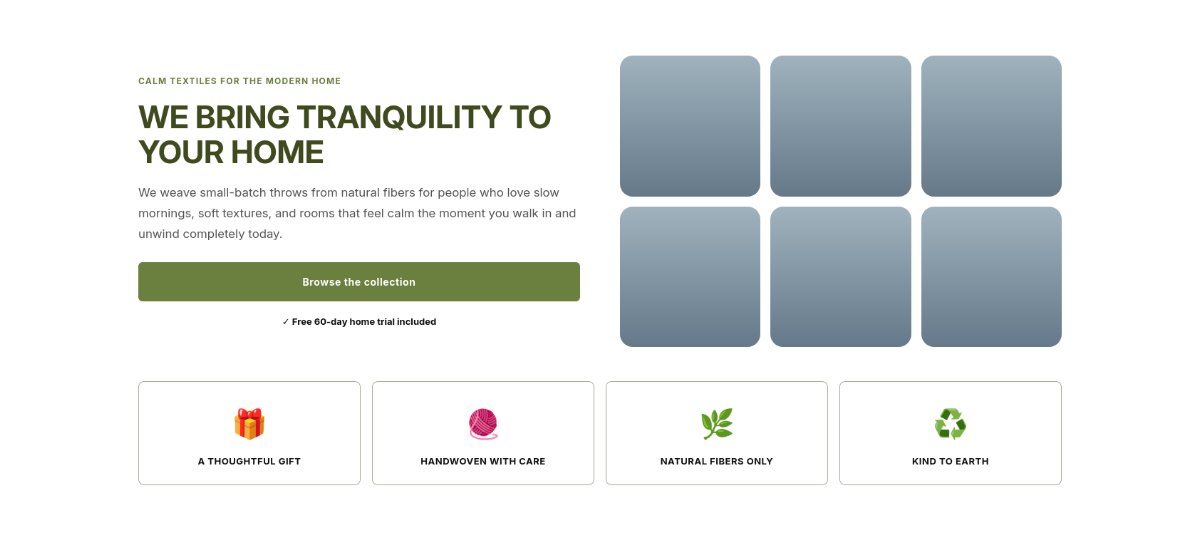 CALM TEXTILES FOR THE MODERN HOME
WE BRING TRANQUILITY TO
YOUR HOME
We weave small-batch throws from natural fibers for people who love slow
mornings, soft textures, and rooms that feel calm the moment you walk in and
unwind completely today.
Browse the collection
✓ Free 60-day home trial included
A THOUGHTFUL GIFT
HANDWOVEN WITH CARE
NATURAL FIBERS ONLY
KIND TO EARTH